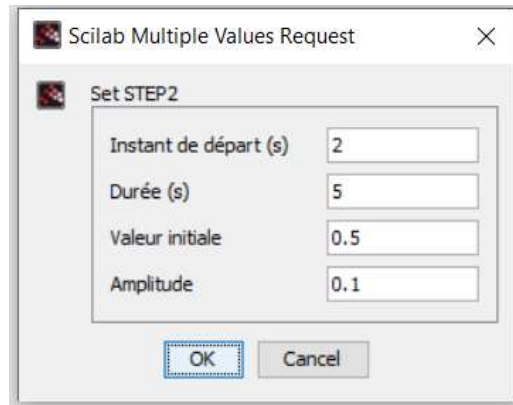 Scilab Multiple Values Request
Set STEP2
Instant de départ (s) 2
Durée (s) 5
Valeur initiale 0.5
Amplitude 0.1
OK Cancel